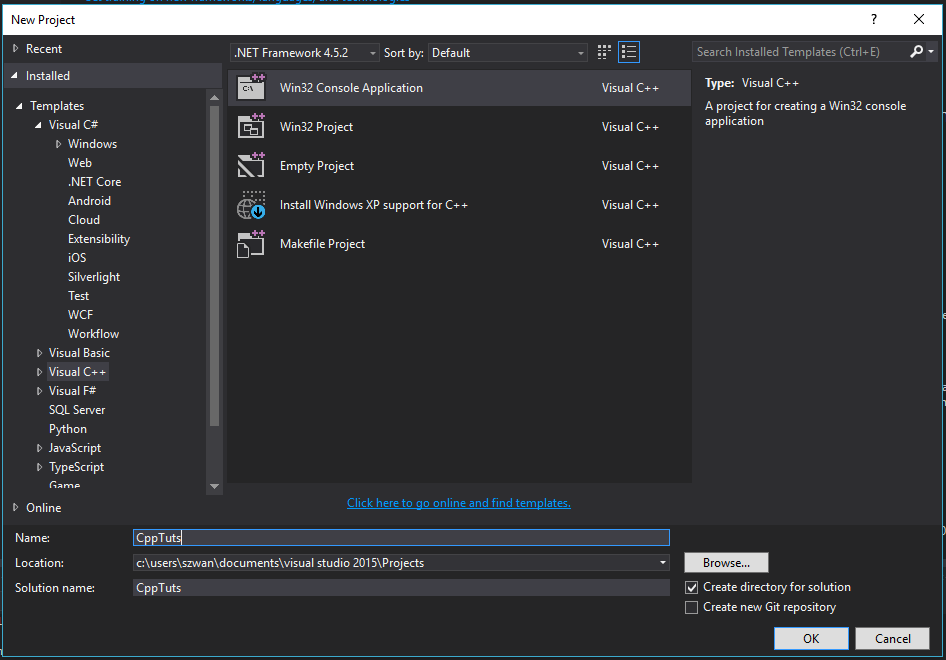 New Project
?
Recent
.NET Framework 4.5.2
Sort by:
Default
Search Installed Templates (Ctrl+E)
Installed
Templates
Visual C#
Windows
Web
.NET Core
Android
Cloud
Extensibility
iOS
Silverlight
Test
WCF
Workflow
Visual Basic
Visual C++
Visual F#
SQL Server
Python
JavaScript
TypeScript
Game
Online
Win32 Console Application Visual C++
Win32 Project Visual C++
Empty Project Visual C++
Install Windows XP support for C++ Visual C++
Makefile Project Visual C++
Click here to go online and find templates.
Type: Visual C++
A project for creating a Win32 console
application
Name: CppTuts
Location: c:\users\szwan\documents\visual studio 2015\Projects
Browse...
Solution name: CppTuts
Create directory for solution
Create new Git repository
OK
Cancel